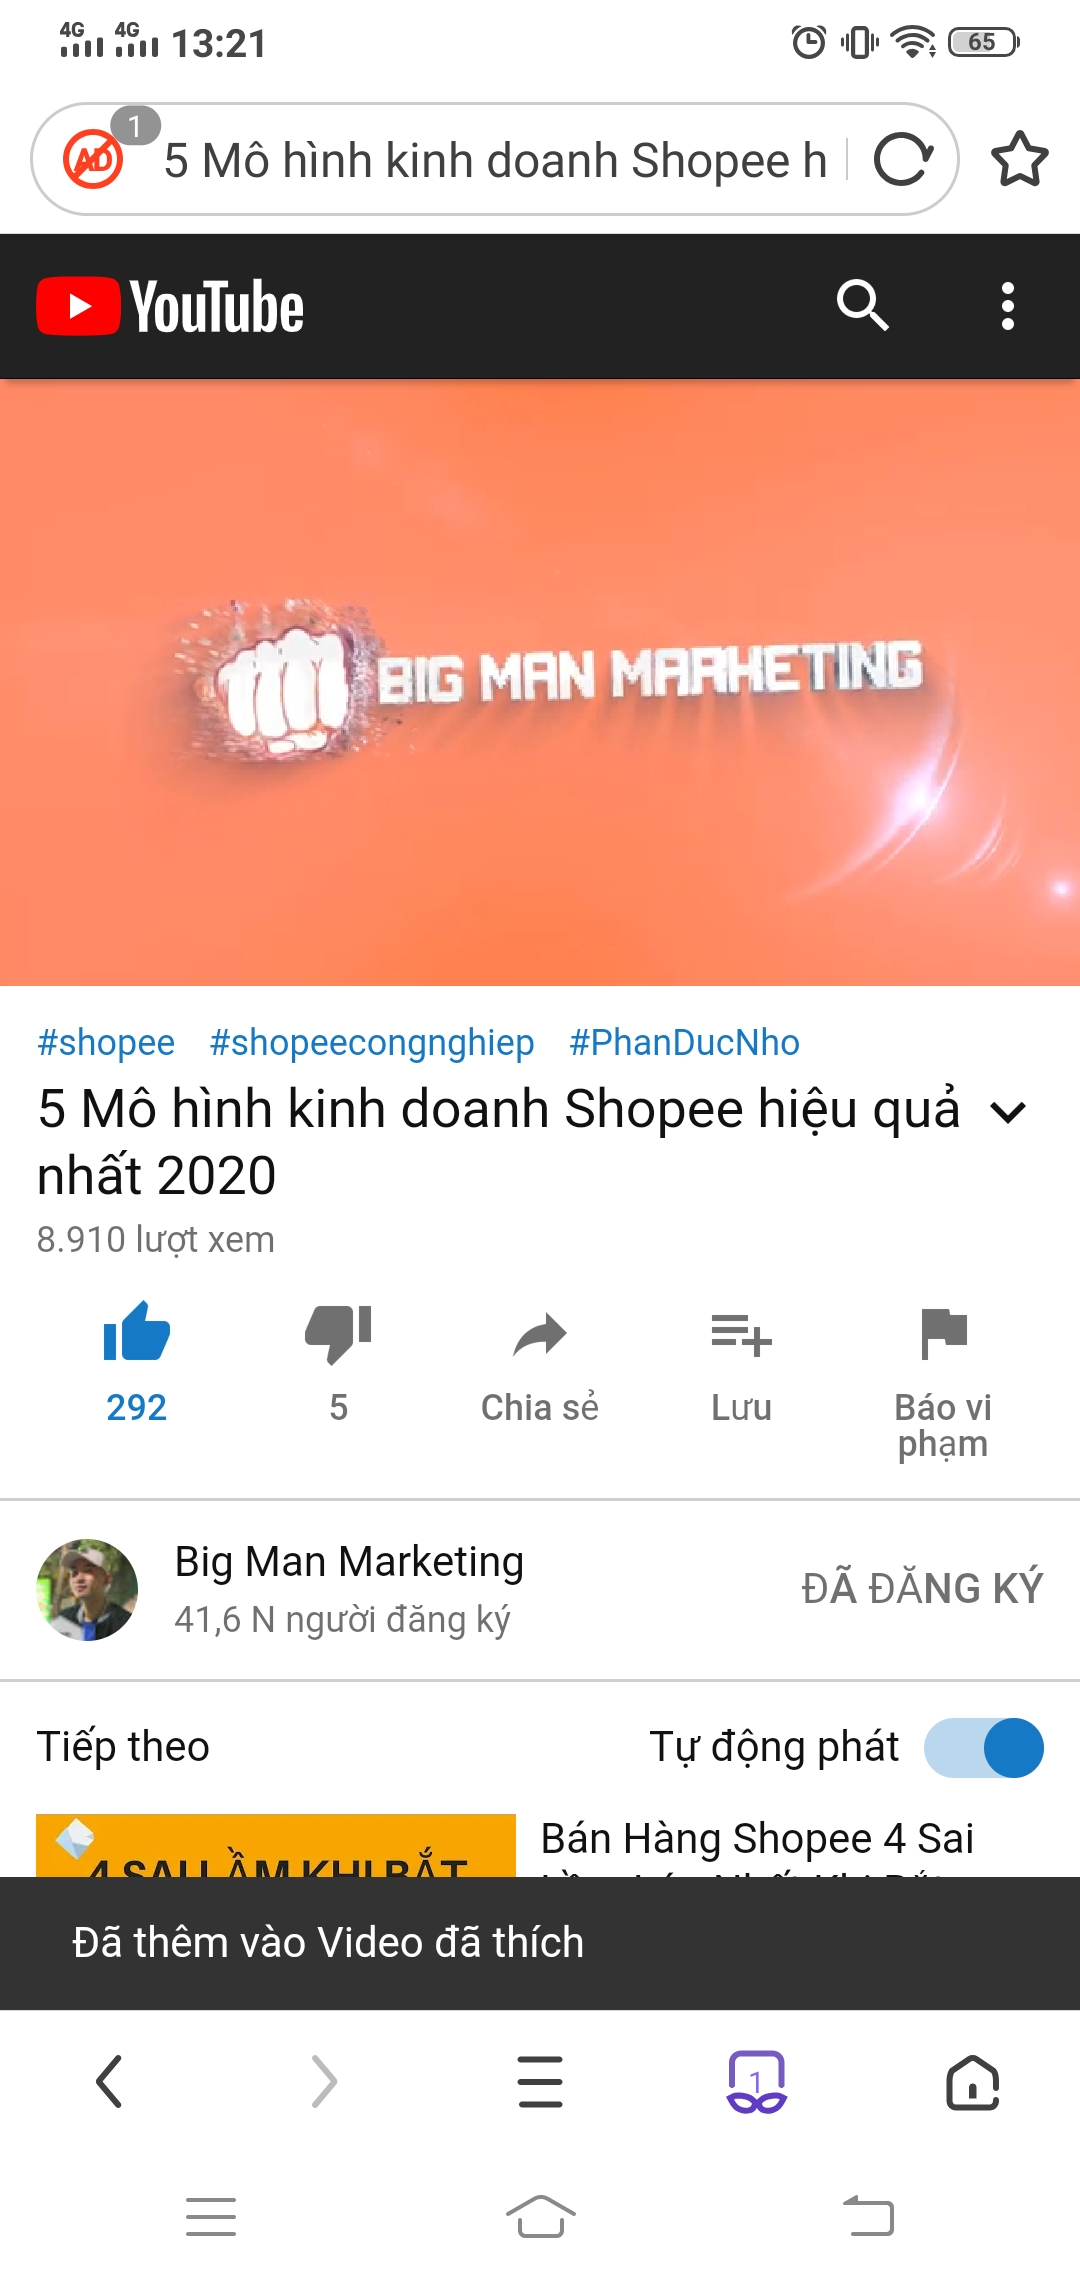 4G 4G 13:21 65
1
AD
5 Mô hình kinh doanh Shopee h
YouTube
BIG MAN MARKETING
#shopee #shopeecongnghiep #PhanDucNho
5 Mô hình kinh doanh Shopee hiệu quả
nhất 2020
8.910 lượt xem
292 5 Chia sẻ Lưu Báo vi
phạm
Big Man Marketing
41,6 N người đăng ký
ĐÃ ĐĂNG KÝ
Tiếp theo Tự động phát
4 SAI LẦM KHI BẮT
Bán Hàng Shopee 4 Sai
Đã thêm vào Video đã thích
1